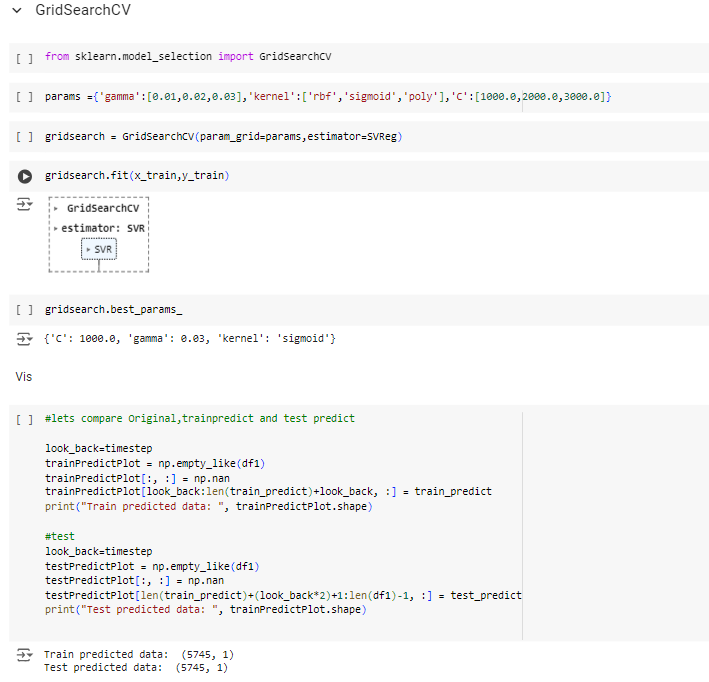 GridSearchCV
[ ] from sklearn.model_selection import GridSearchCV
[ ] params ={'gamma':[0.01,0.02,0.03],'kernel':['rbf','sigmoid','poly'],'C':[1000.0,2000.0,3000.0]}
[ ] gridsearch = GridSearchCV(param_grid=params,estimator=SVReg)
gridsearch.fit(x_train,y_train)
GridSearchCV
estimator: SVR
SVR
[ ] gridsearch.best_params_
{'C': 1000.0, 'gamma': 0.03, 'kernel': 'sigmoid'}
Vis
[ ] #lets compare Original,trainpredict and test predict
look_back=timestep
trainPredictPlot = np.empty_like(df1)
trainPredictPlot[:, :] = np.nan
trainPredictPlot[look_back:len(train_predict)+look_back, :] = train_predict
print("Train predicted data: ", trainPredictPlot.shape)
#test
look_back=timestep
testPredictPlot = np.empty_like(df1)
testPredictPlot[:, :] = np.nan
testPredictPlot[len(train_predict)+(look_back*2)+1:len(df1)-1, :] = test_predict
print("Test predicted data: ", trainPredictPlot.shape)
Train predicted data:  (5745, 1)
Test predicted data:  (5745, 1)